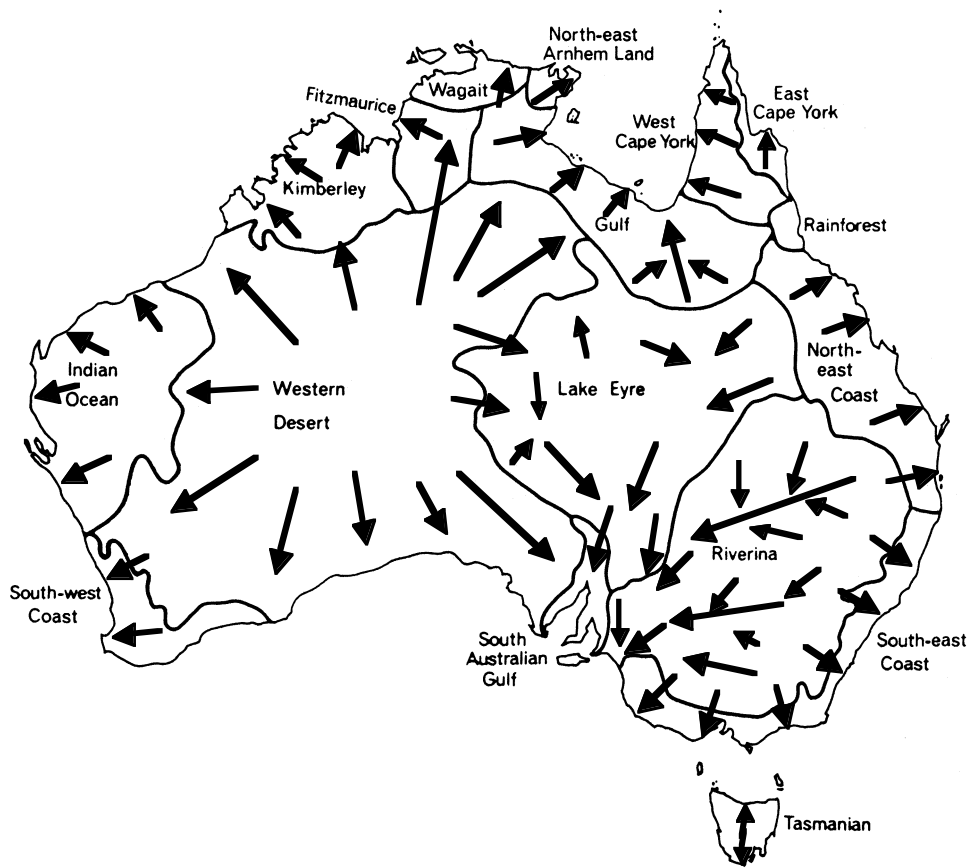 North-east
Arnhem Land
Wagait
Fitzmaurice
East
Cape York
West
Cape York
Kimberley
Gulf
Rainforest
Indian
Ocean
Western
Desert
Lake Eyre
North-
east
Coast
Riverina
South-west
Coast
South
Australian
Gulf
South-east
Coast
Tasmanian